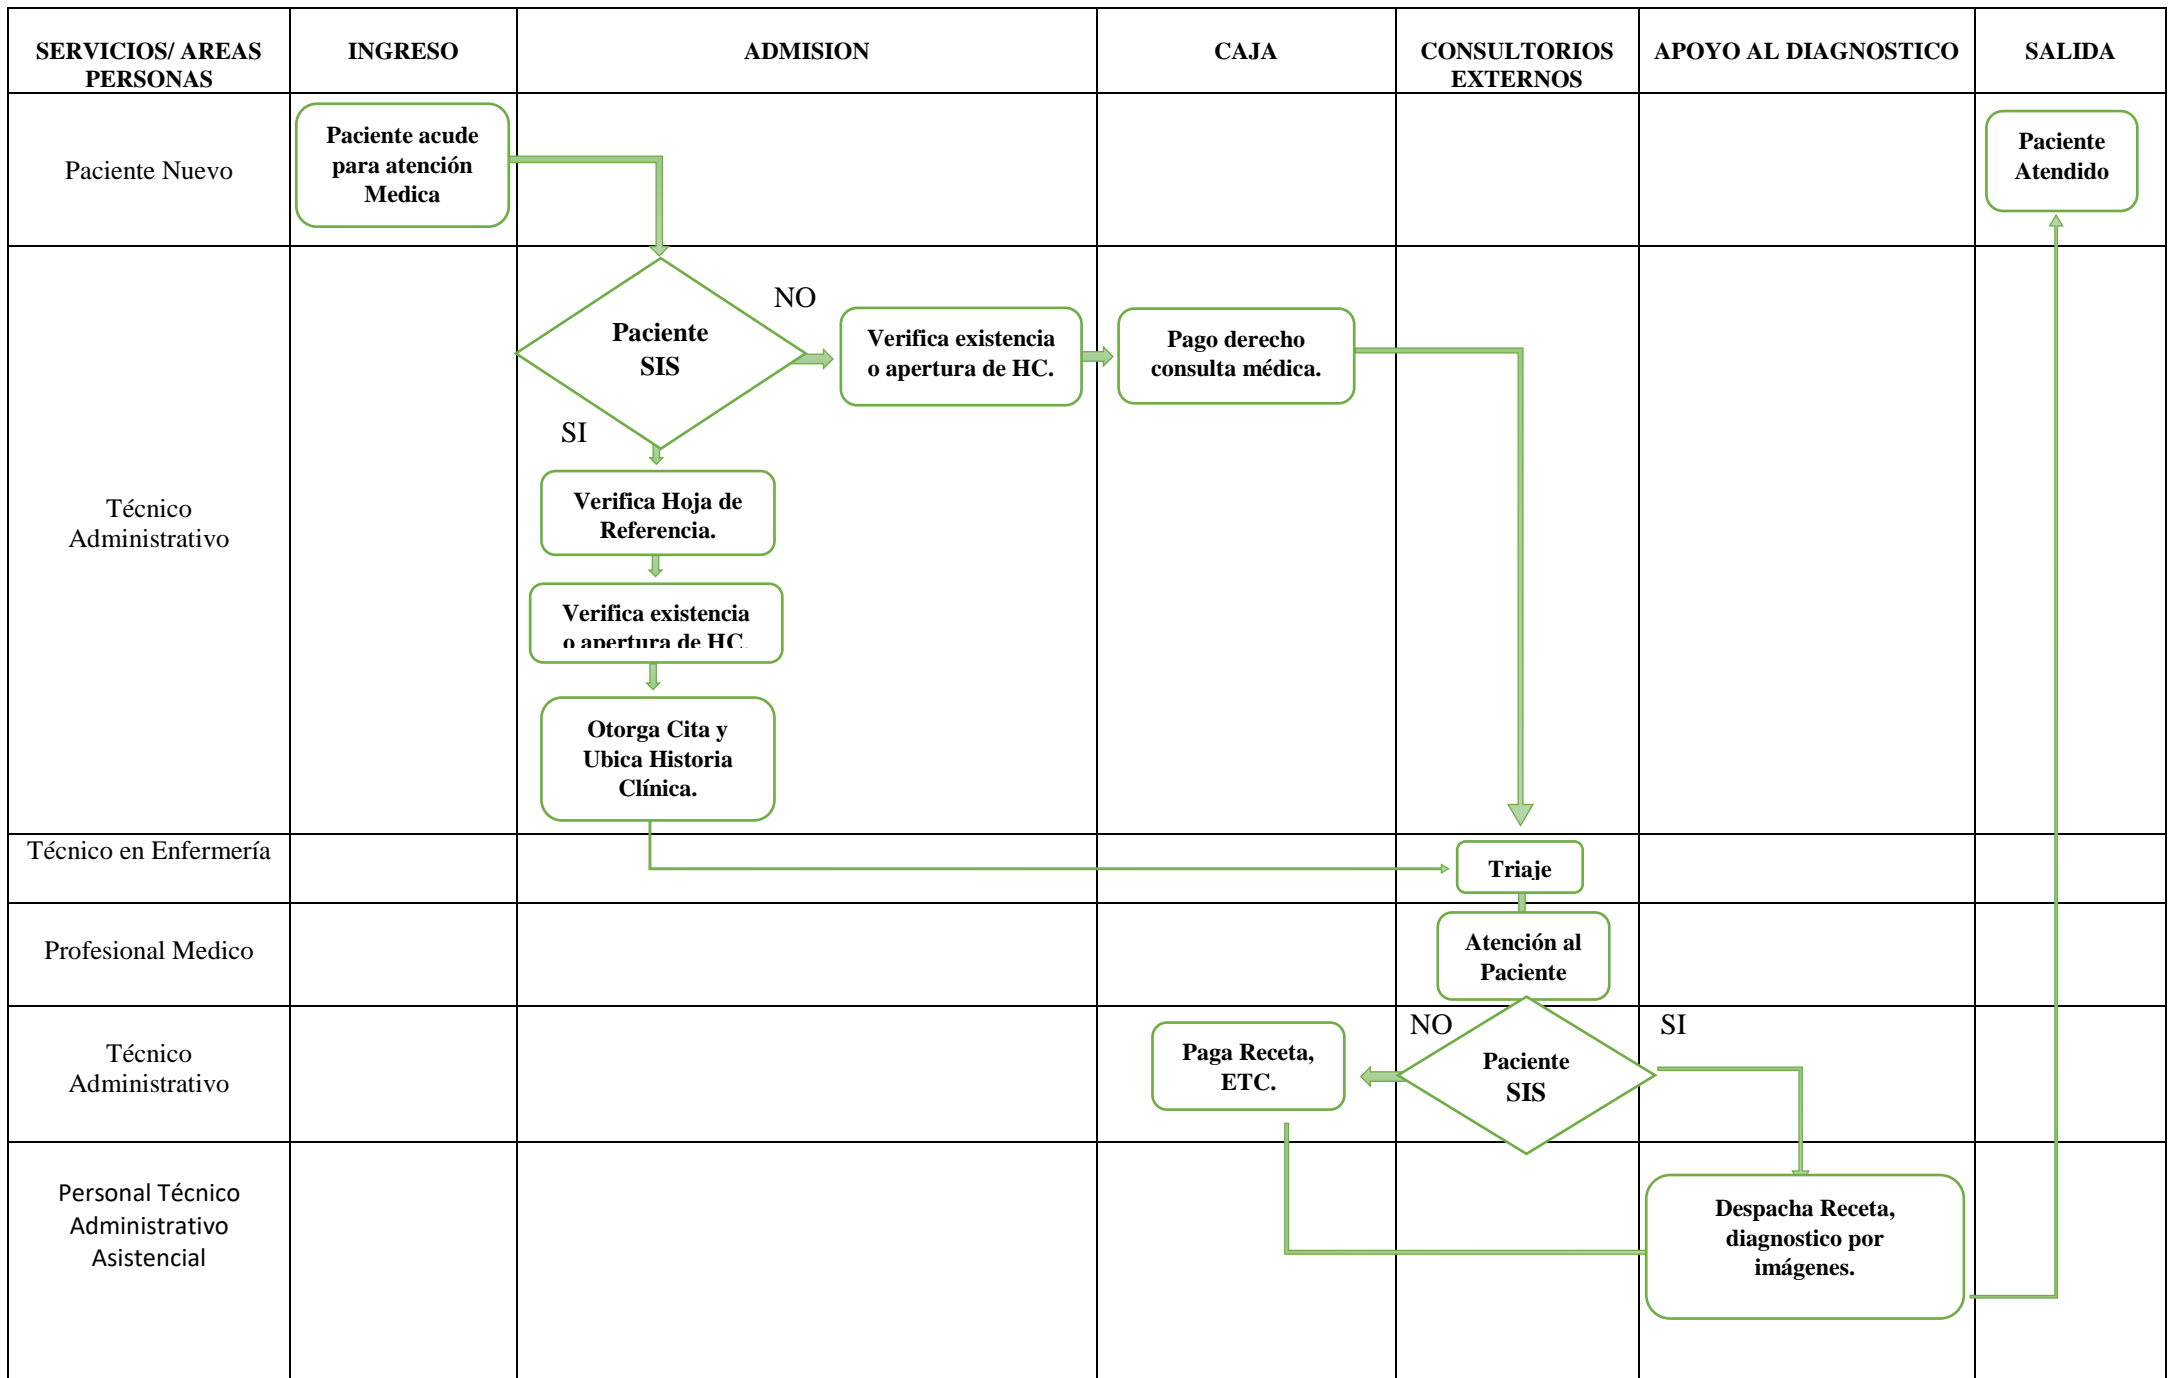 SERVICIOS/ AREAS
PERSONAS
INGRESO
ADMISION
CAJA
CONSULTORIOS
EXTERNOS
APOYO AL DIAGNOSTICO
SALIDA
Paciente Nuevo
Paciente acude
para atención
Medica
Paciente
Atendido
Técnico
Administrativo
Paciente
SIS
NO
Verifica existencia
o apertura de HC.
Pago derecho
consulta médica.
SI
Verifica Hoja de
Referencia.
Verifica existencia
o apertura de HC.
Otorga Cita y
Ubica Historia
Clínica.
Técnico en Enfermería
Triaje
Profesional Medico
Atención al
Paciente
Técnico
Administrativo
Paga Receta,
ETC.
NO
Paciente
SIS
SI
Personal Técnico
Administrativo
Asistencial
Despacha Receta,
diagnostico por
imágenes.